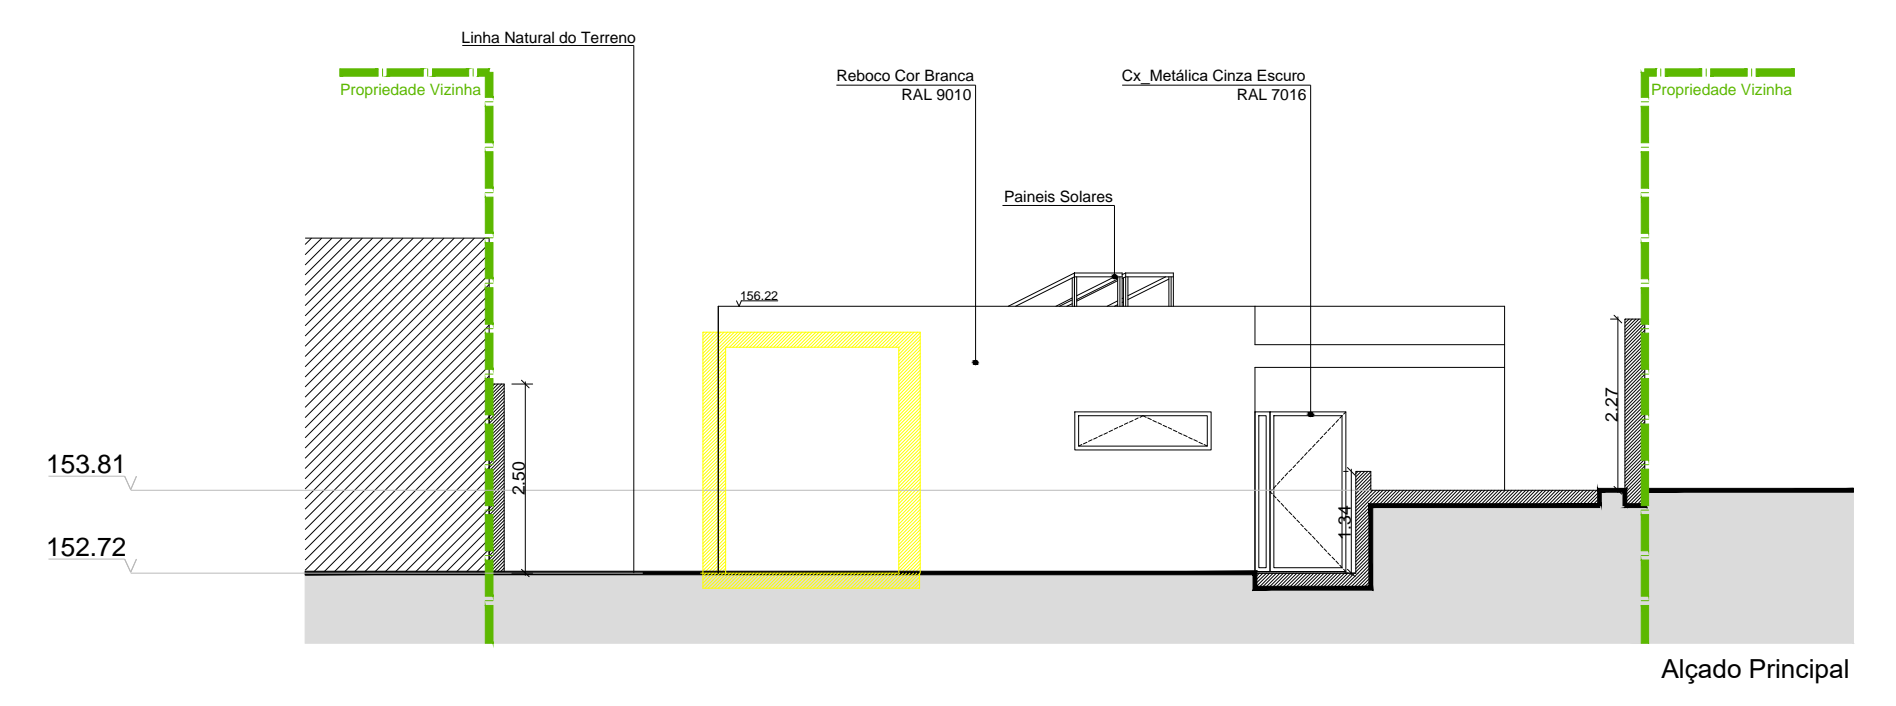 Linha Natural do Terreno
Reboco Cor Branca
RAL 9010
Cx_Metálica Cinza Escuro
RAL 7016
Propriedade Vizinha
Propriedade Vizinha
Paineis Solares
156.22
2.27
153.81
2.50
1.34
152.72
Alçado Principal